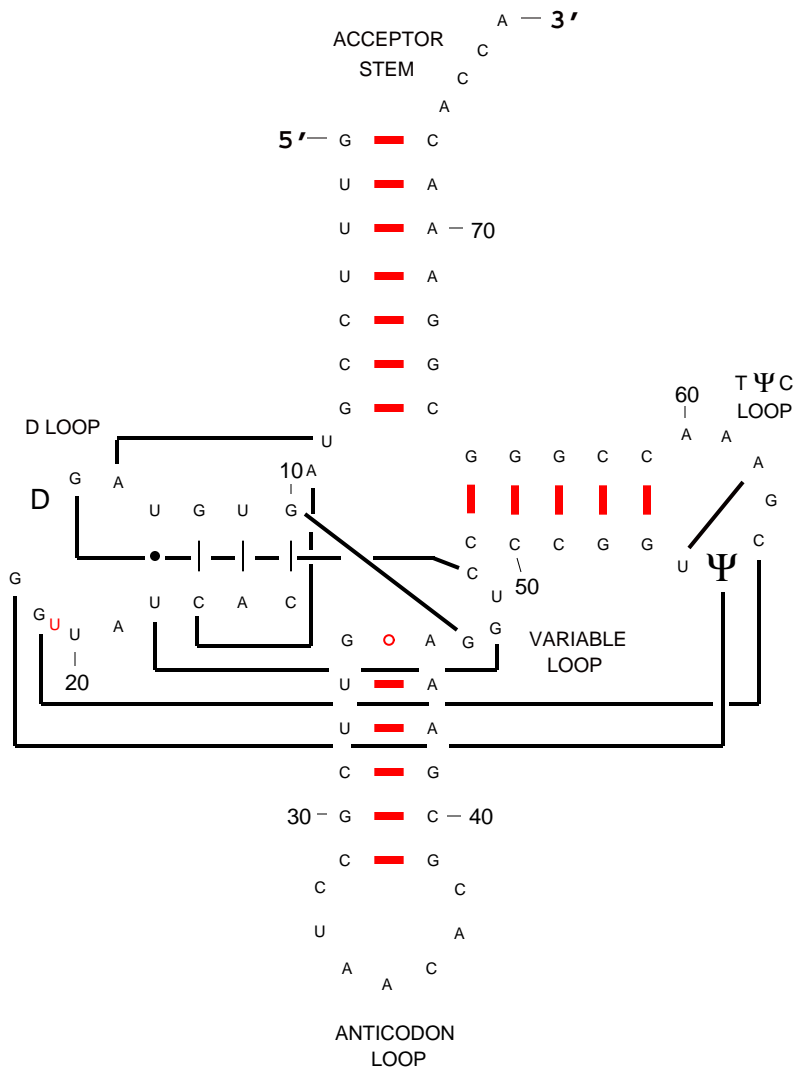 A 3′
ACCEPTOR
STEM
C
C
A
5′ G C
U A
U A 70
U A
C G
C G
G C
T Ψ C
LOOP
60
D LOOP
U
A A
G G G C C
10 A
G A
A
D
U G U G
G
C C C G G
C
U Ψ
C
50
G
U C A C
U
G U U A
20
G A G G
VARIABLE
LOOP
U A
U A
C G
30 G C 40
C G
C C
U A
A C
A
ANTICODON
LOOP